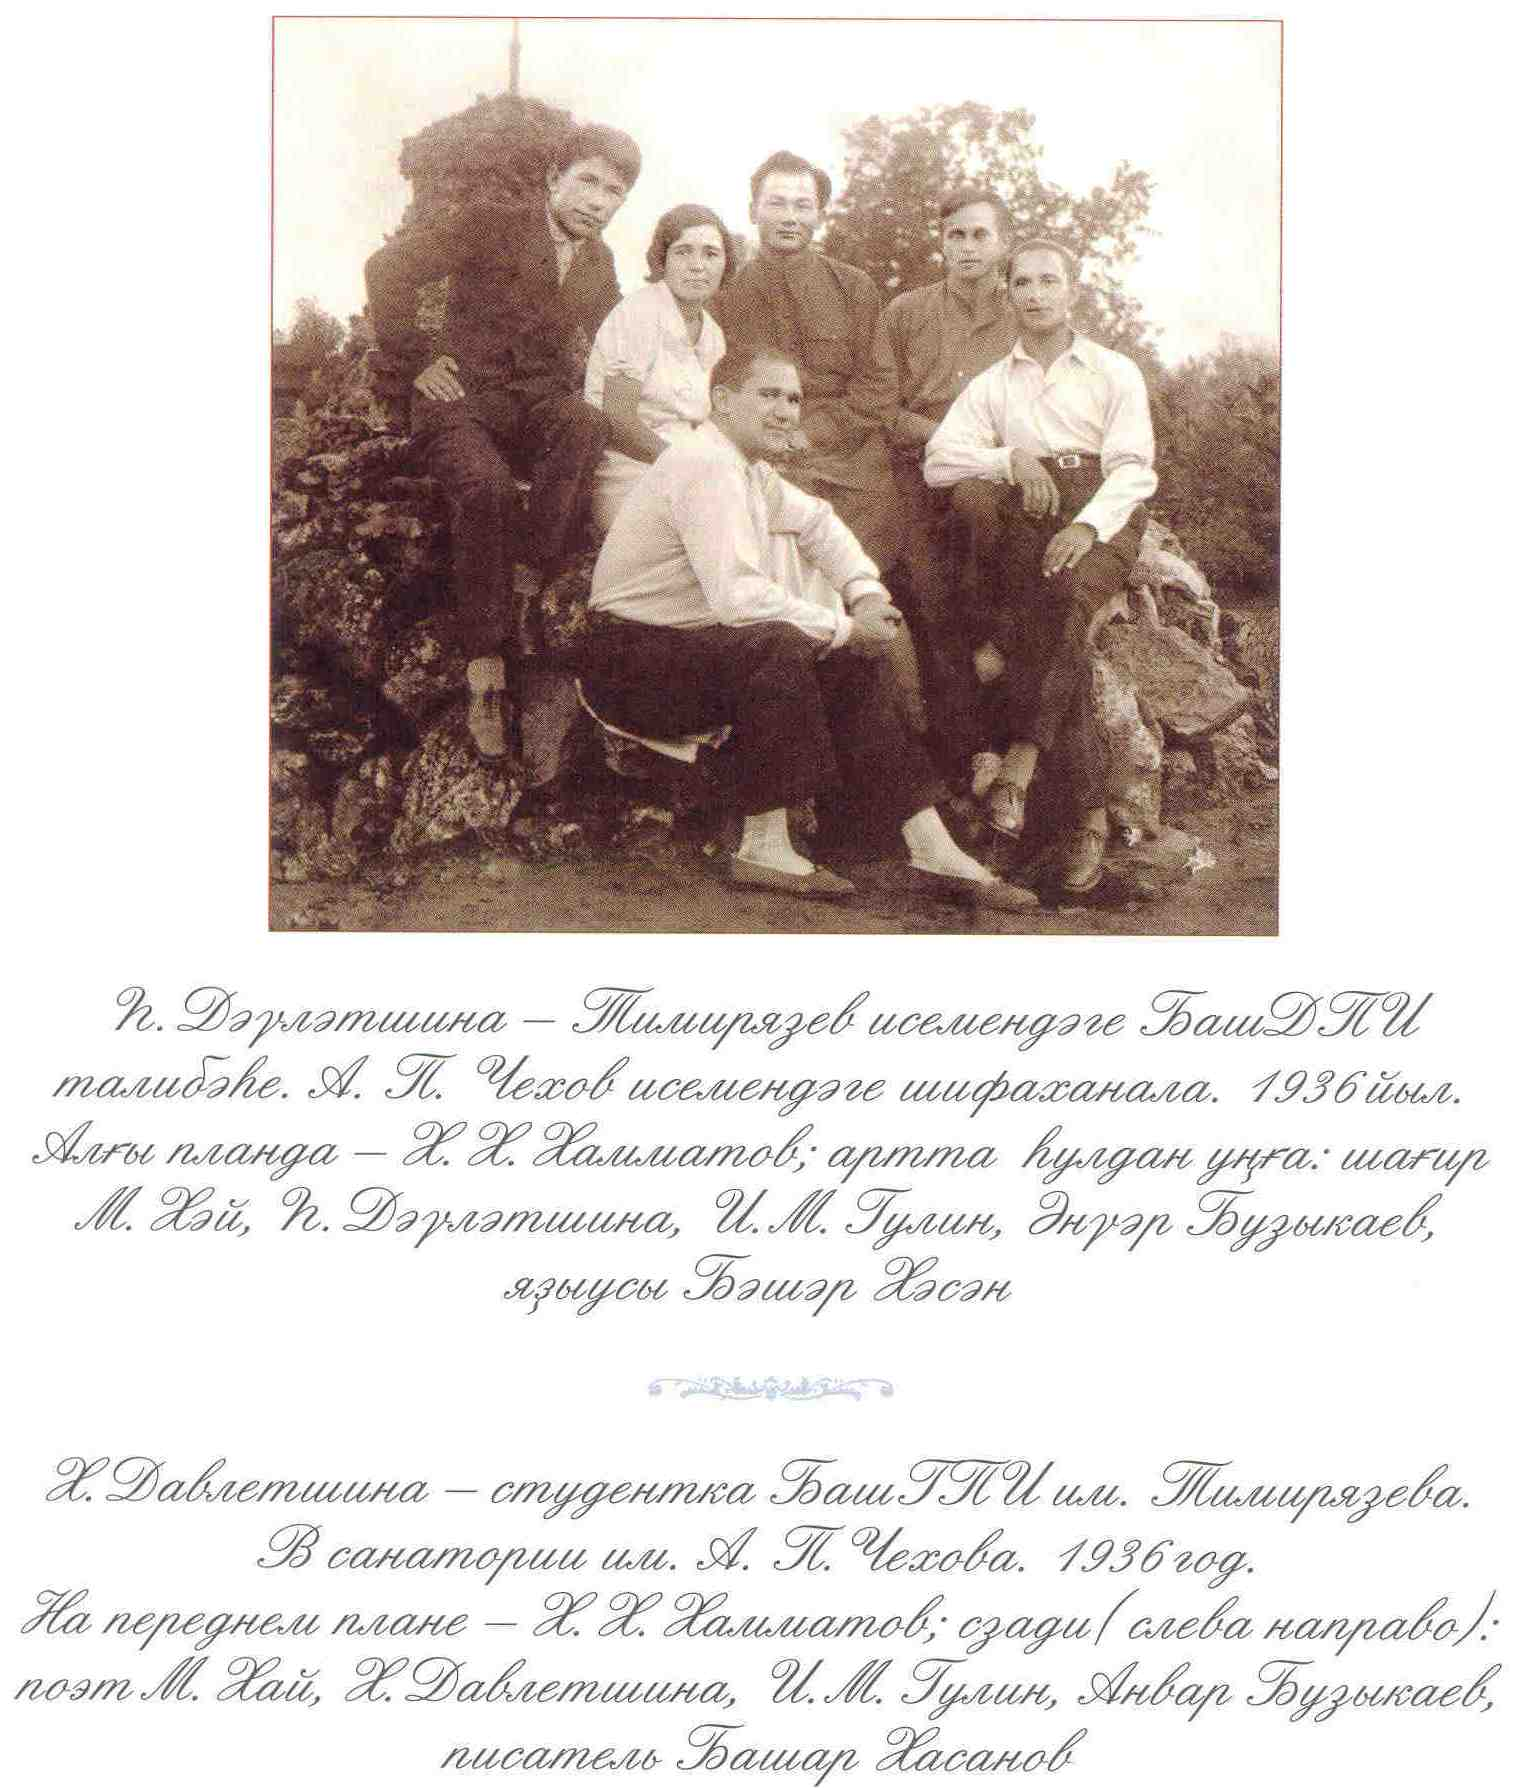 Һ. Дәүләтшина – Тимирязев исемендәге БашДПИ
талибәһе. А. П. Чехов исемендәге шифаханала. 1936 йыл.
Алғы планда – Х. Х. Хамматов; артта һулдан уңға: шағир
М. Хәй, Һ. Дәүләтшина, И. М. Гулин, Әнүәр Бузыкаев,
яҙыусы Бәшәр Хәсән
Х. Давлетшина – студентка БашГПИ им. Тимирязева.
В санатории им. А. П. Чехова. 1936 год.
На переднем плане – Х. Х. Хамматов; сзади ( слева направо):
поэт М. Хай, Х. Давлетшина, И. М. Гулин, Анвар Бузыкаев,
писатель Башар Хасанов